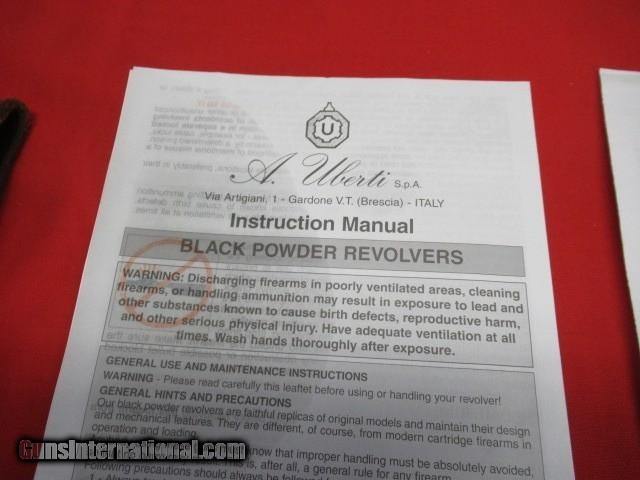 U
A. Uberti S.p.A.
Via Artigiani, 1 - Gardone V.T. (Brescia) - ITALY
Instruction Manual
BLACK POWDER REVOLVERS
WARNING: Discharging firearms in poorly ventilated areas, cleaning
firearms, or handling ammunition may result in exposure to lead and
other substances known to cause birth defects, reproductive harm,
and other serious physical injury. Have adequate ventilation at all
times. Wash hands thoroughly after exposure.
GENERAL USE AND MAINTENANCE INSTRUCTIONS
WARNING - Please read carefully this leaflet before using or handling your revolver!
GENERAL HINTS AND PRECAUTIONS
Our black powder revolvers are faithful replicas of original models and maintain their design
and mechanical features. They are different, of course, from modern cartridge firearms in
operation and loading.
know that improper handling must be absolutely avoided,
is, after all, a general rule for any firearm.
Following precautions should always be
GunsInternational.com